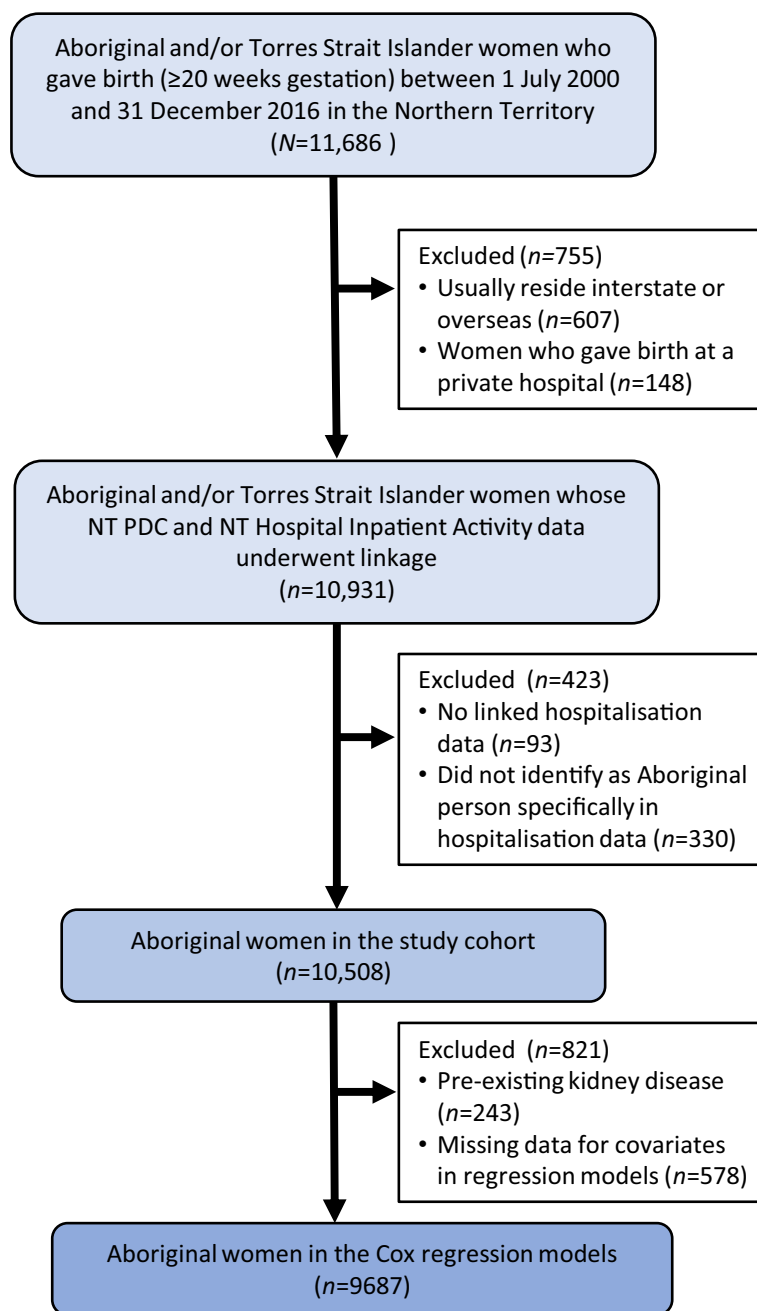 Aboriginal and/or Torres Strait Islander women who
gave birth (≥20 weeks gestation) between 1 July 2000
and 31 December 2016 in the Northern Territory
(N=11,686 )
Excluded (n=755)
• Usually reside interstate or
overseas (n=607)
• Women who gave birth at a
private hospital (n=148)
Aboriginal and/or Torres Strait Islander women whose
NT PDC and NT Hospital Inpatient Activity data
underwent linkage
(n=10,931)
Excluded (n=423)
• No linked hospitalisation
data (n=93)
• Did not identify as Aboriginal
person specifically in
hospitalisation data (n=330)
Aboriginal women in the study cohort
(n=10,508)
Excluded (n=821)
• Pre-existing kidney disease
(n=243)
• Missing data for covariates
in regression models (n=578)
Aboriginal women in the Cox regression models
(n=9687)